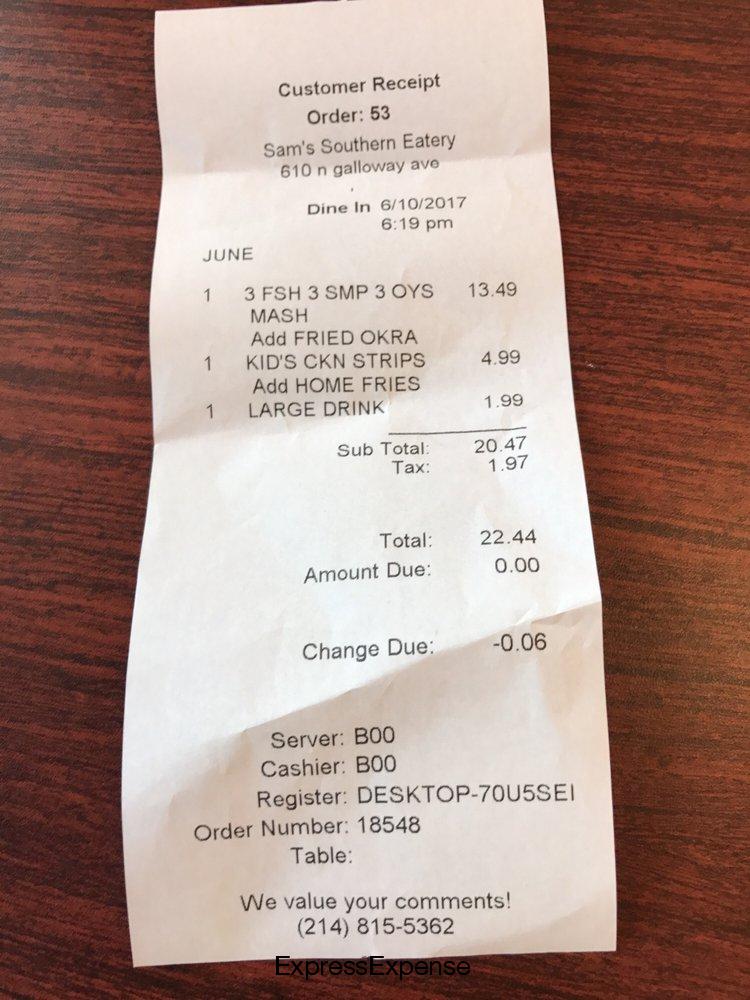 Customer Receipt
Order: 53
Sam's Southern Eatery
610 n galloway ave
,
Dine In 6/10/2017
6:19 pm
JUNE
1 3 FSH 3 SMP 3 OYS 13.49
MASH
Add FRIED OKRA
1 KID'S CKN STRIPS 4.99
Add HOME FRIES
1 LARGE DRINK 1.99
Sub Total: 20.47
Tax: 1.97
Total: 22.44
Amount Due: 0.00
Change Due: -0.06
Server: B00
Cashier: B00
Register: DESKTOP-70U5SEI
Order Number: 18548
Table:
We value your comments!
(214) 815-5362
ExpressExpense